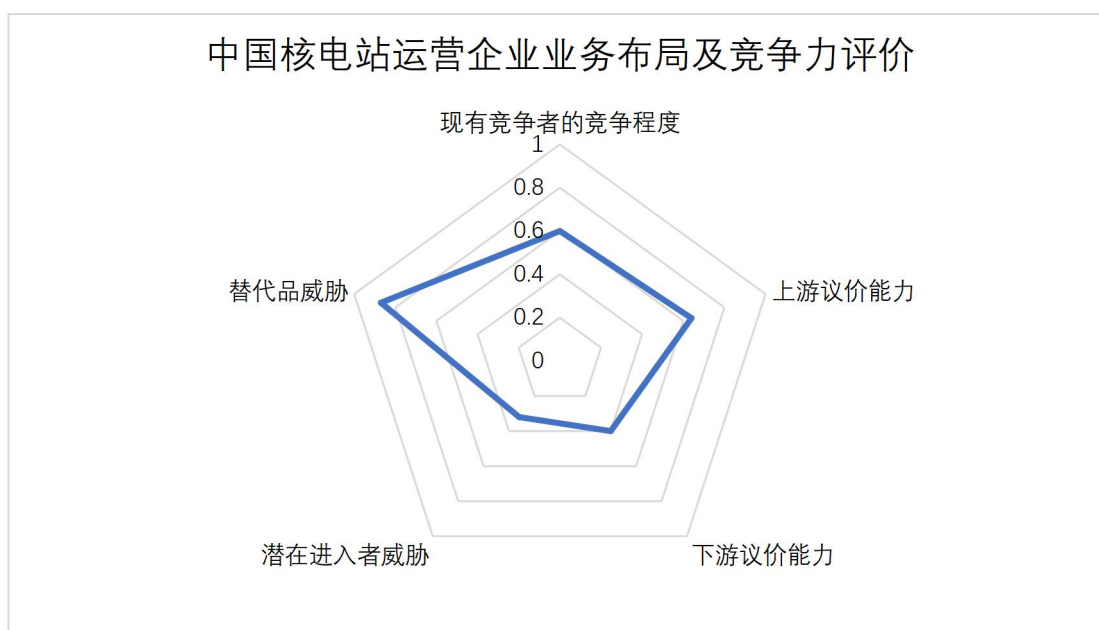 中国核电站运营企业业务布局及竞争力评价
现有竞争者的竞争程度
1
0.8
0.6
0.4
0.2
0
替代品威胁
上游议价能力
潜在进入者威胁
下游议价能力